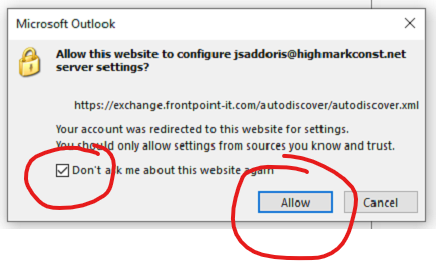 Microsoft Outlook
Allow this website to configure jsaddoris@highmarkconst.net
server settings?
https://exchange.frontpoint-it.com/autodiscover/autodiscover.xml
Your account was redirected to this website for settings.
You should only allow settings from sources you know and trust.
Don't ask me about this website again
Allow
Cancel